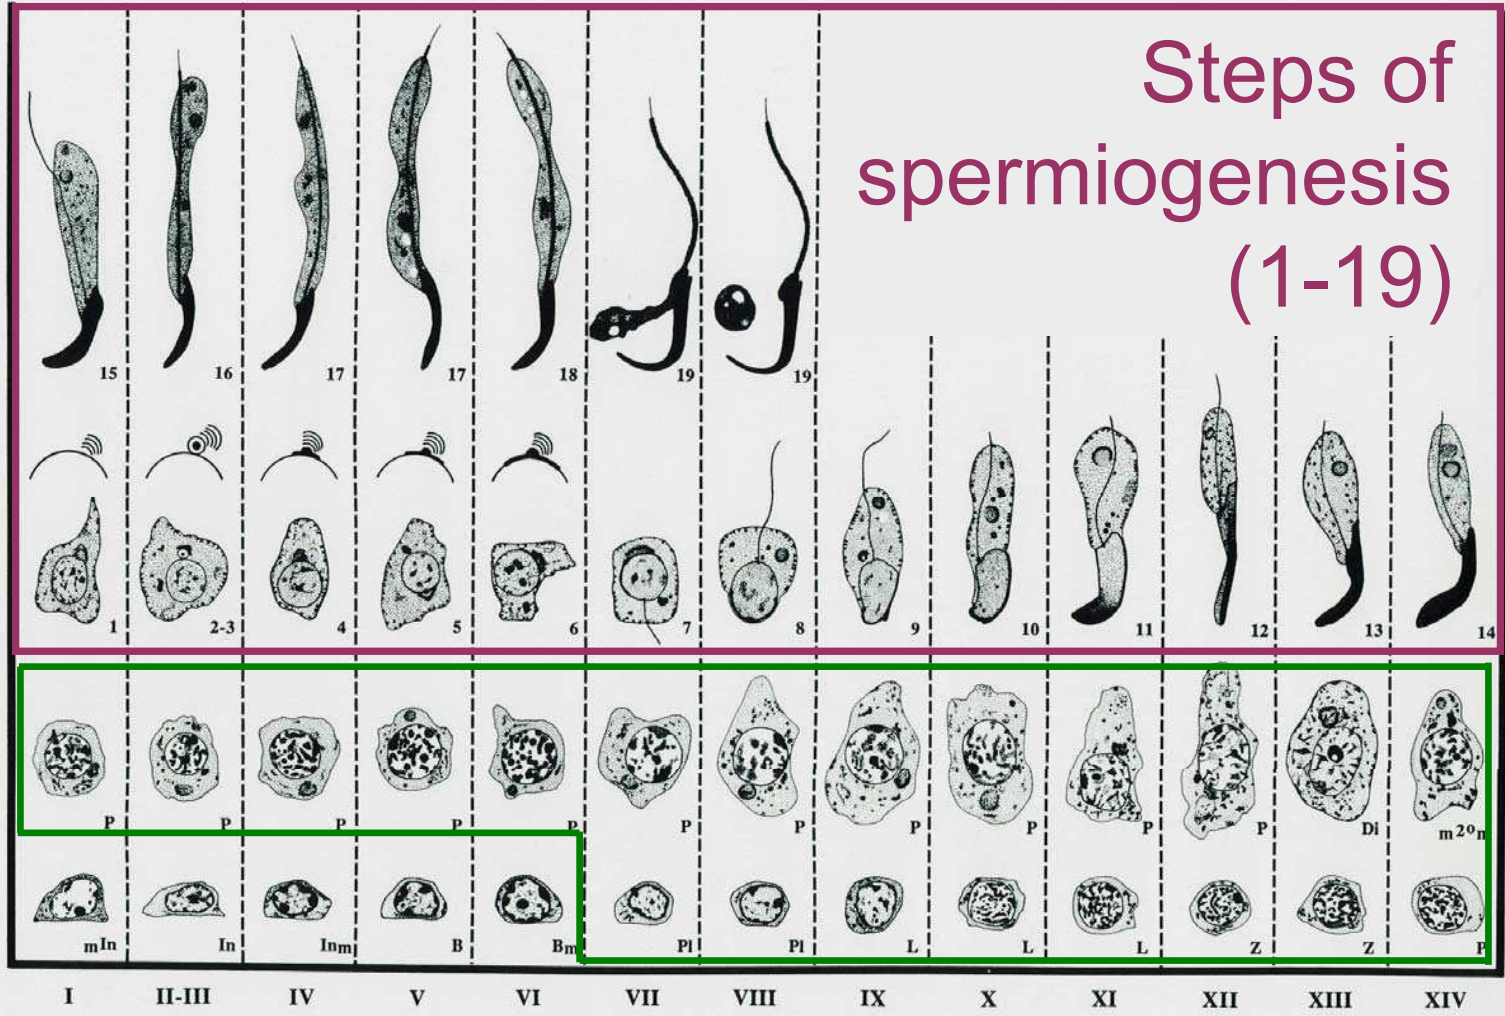 Steps of
spermiogenesis
(1-19)
15 16 17 17 18 19 19
1 2-3 4 5 6 7 8 9 10 11 12 13 14
P P P P P P P P P P P Di m2om
mIn In Inm B Bm Pl Pl L L L Z Z P
I II-III IV V VI VII VIII IX X XI XII XIII XIV